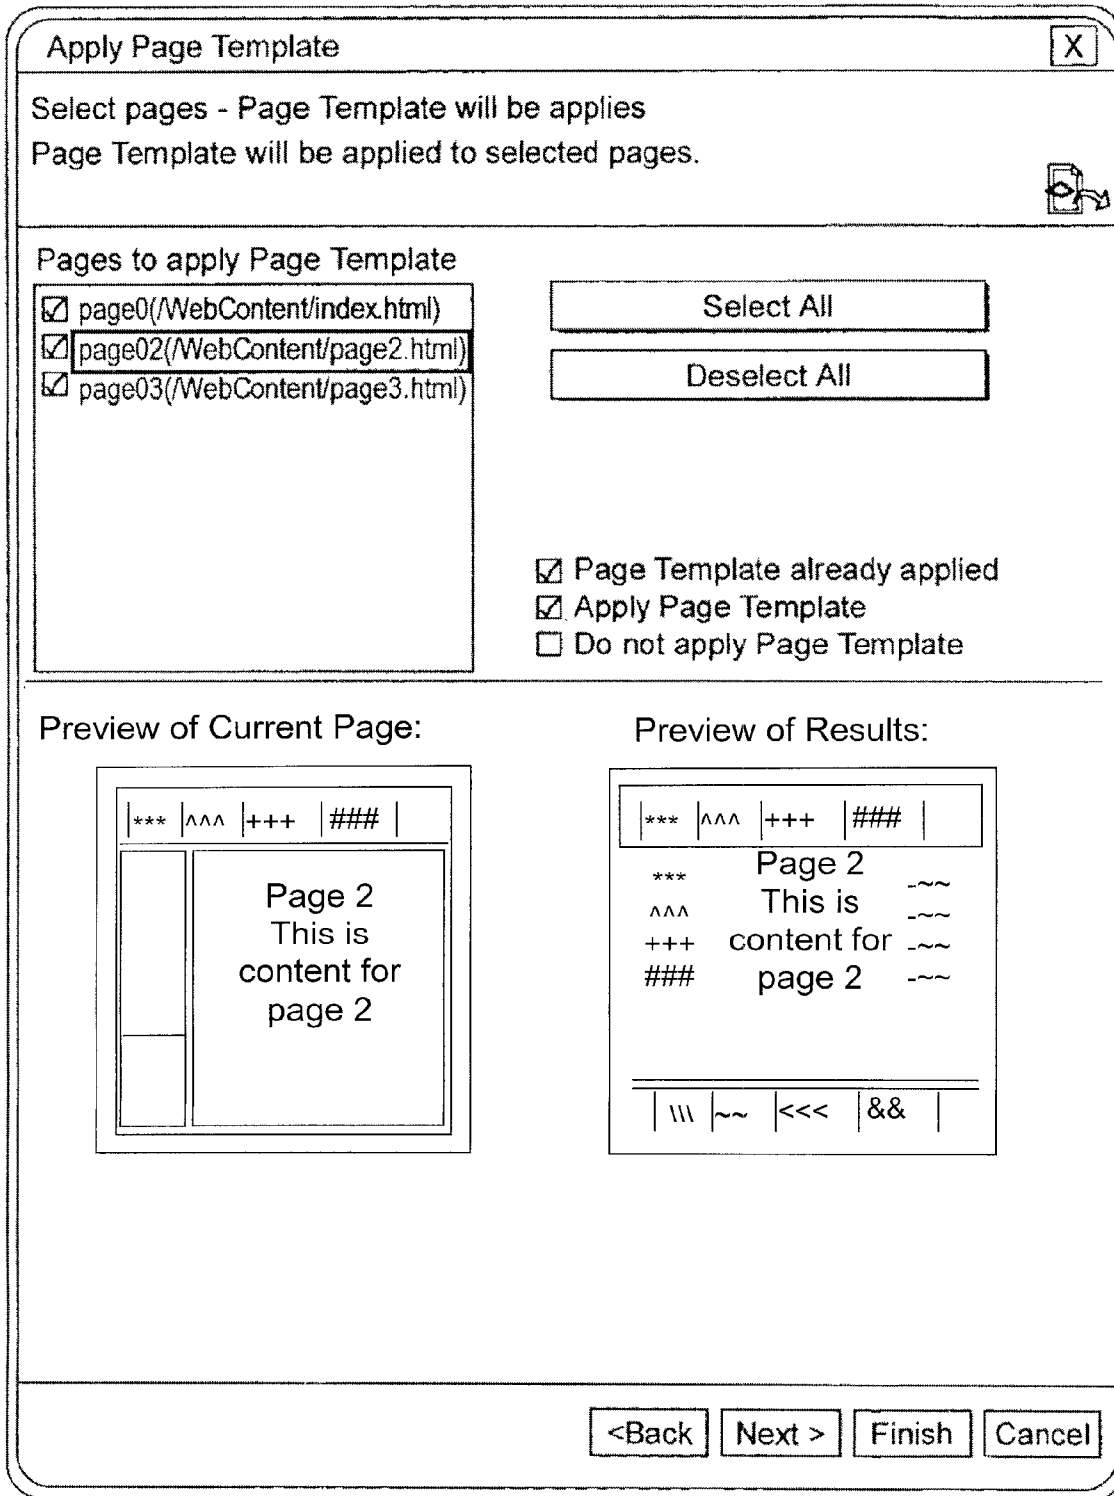 Apply Page Template X
Select pages - Page Template will be applies
Page Template will be applied to selected pages.
Pages to apply Page Template
page0(/WebContent/index.html)
page02(/WebContent/page2.html)
page03(/WebContent/page3.html)
Select All
Deselect All
Page Template already applied
Apply Page Template
Do not apply Page Template
Preview of Current Page:
*** ^^^ +++ ###
Page 2
This is
content for
page 2
Preview of Results:
*** ^^^ +++ ###
***
^^^
+++
###
Page 2
This is
content for
page 2
-~~
-~~
-~~
-~~
\\\ ~~ <<< &&
<Back Next > Finish Cancel